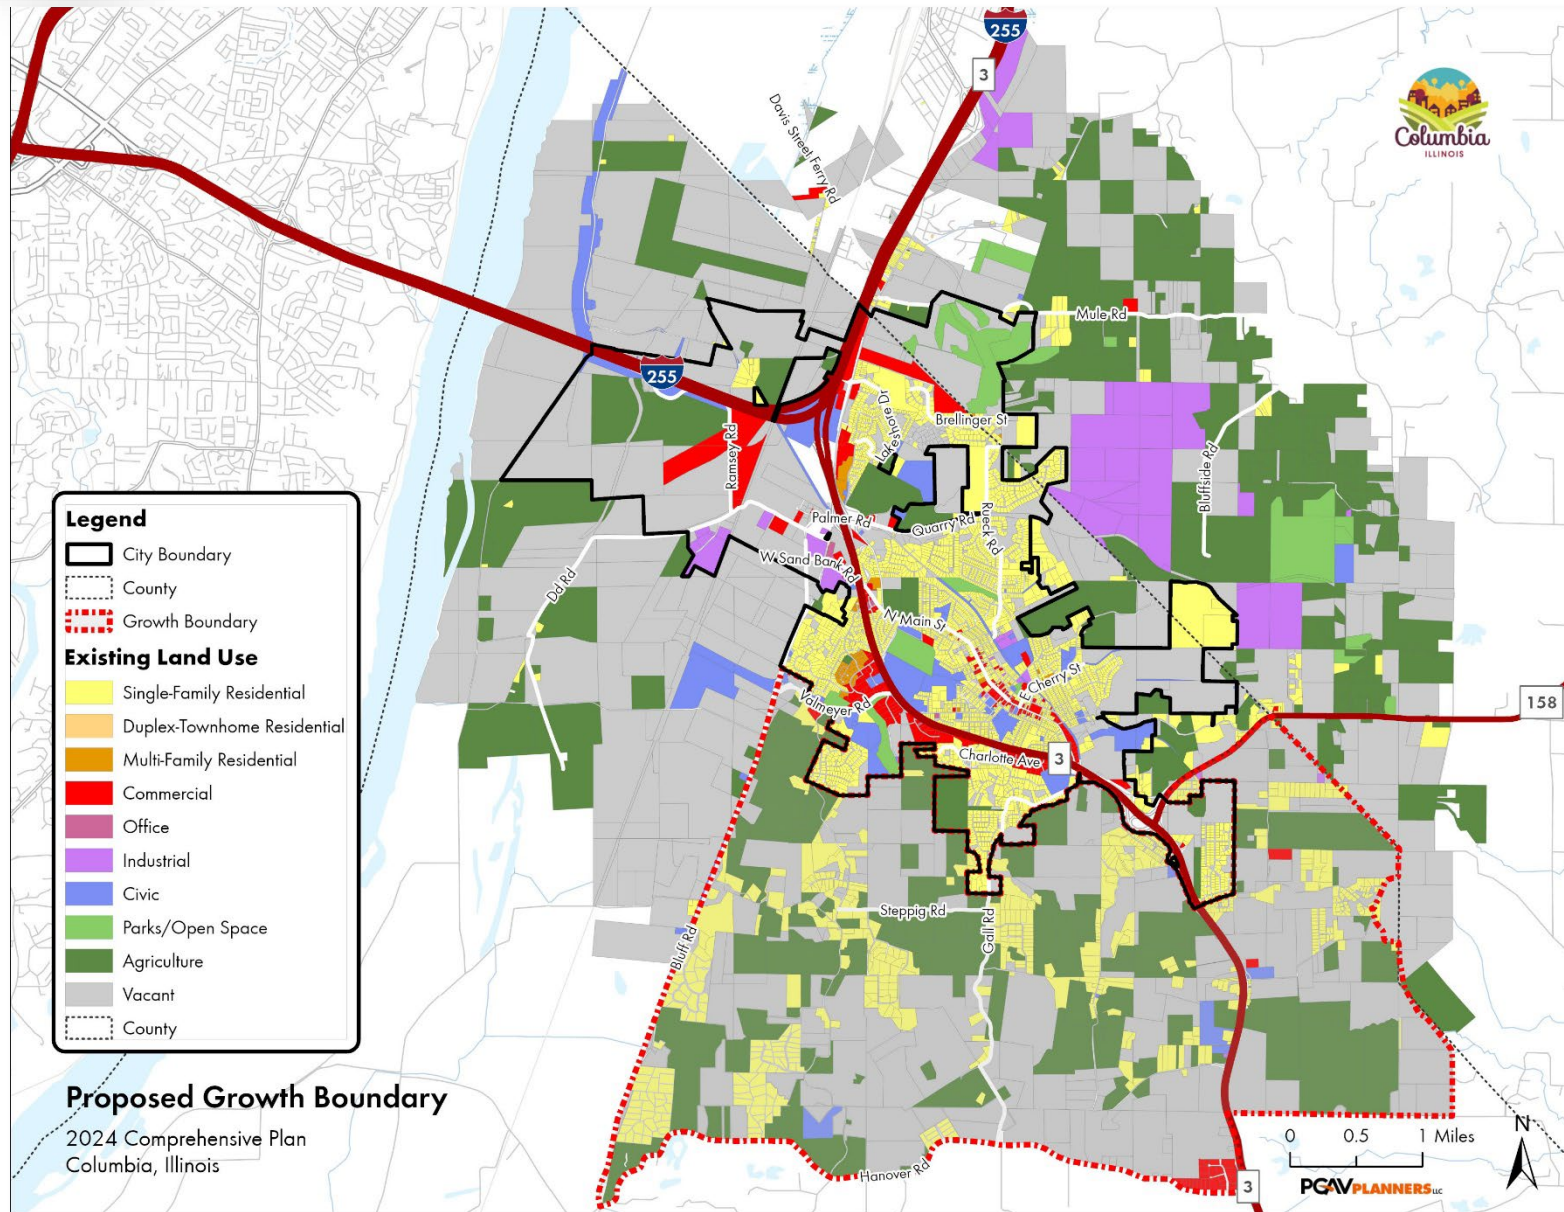 255
3
Columbia
ILLINOIS
Davis Street Ferry Rd
Mule Rd
255
Lakeshore Dr
Brellinger St
Ramsey Rd
Bluffside Rd
Palmer Rd
Quarry Rd
Rueck Rd
W Sand Bank Rd
Dd Rd
N Main St
E Cherry St
Valmeyer Rd
158
3
Charlotte Ave
Steppig Rd
Gall Rd
Bluff Rd
Hanover Rd
3
Legend
City Boundary
County
Growth Boundary
Existing Land Use
Single-Family Residential
Duplex-Townhome Residential
Multi-Family Residential
Commercial
Office
Industrial
Civic
Parks/Open Space
Agriculture
Vacant
County
Proposed Growth Boundary
2024 Comprehensive Plan
Columbia, Illinois
N
0 0.5 1 Miles
PGAV PLANNERS LLC